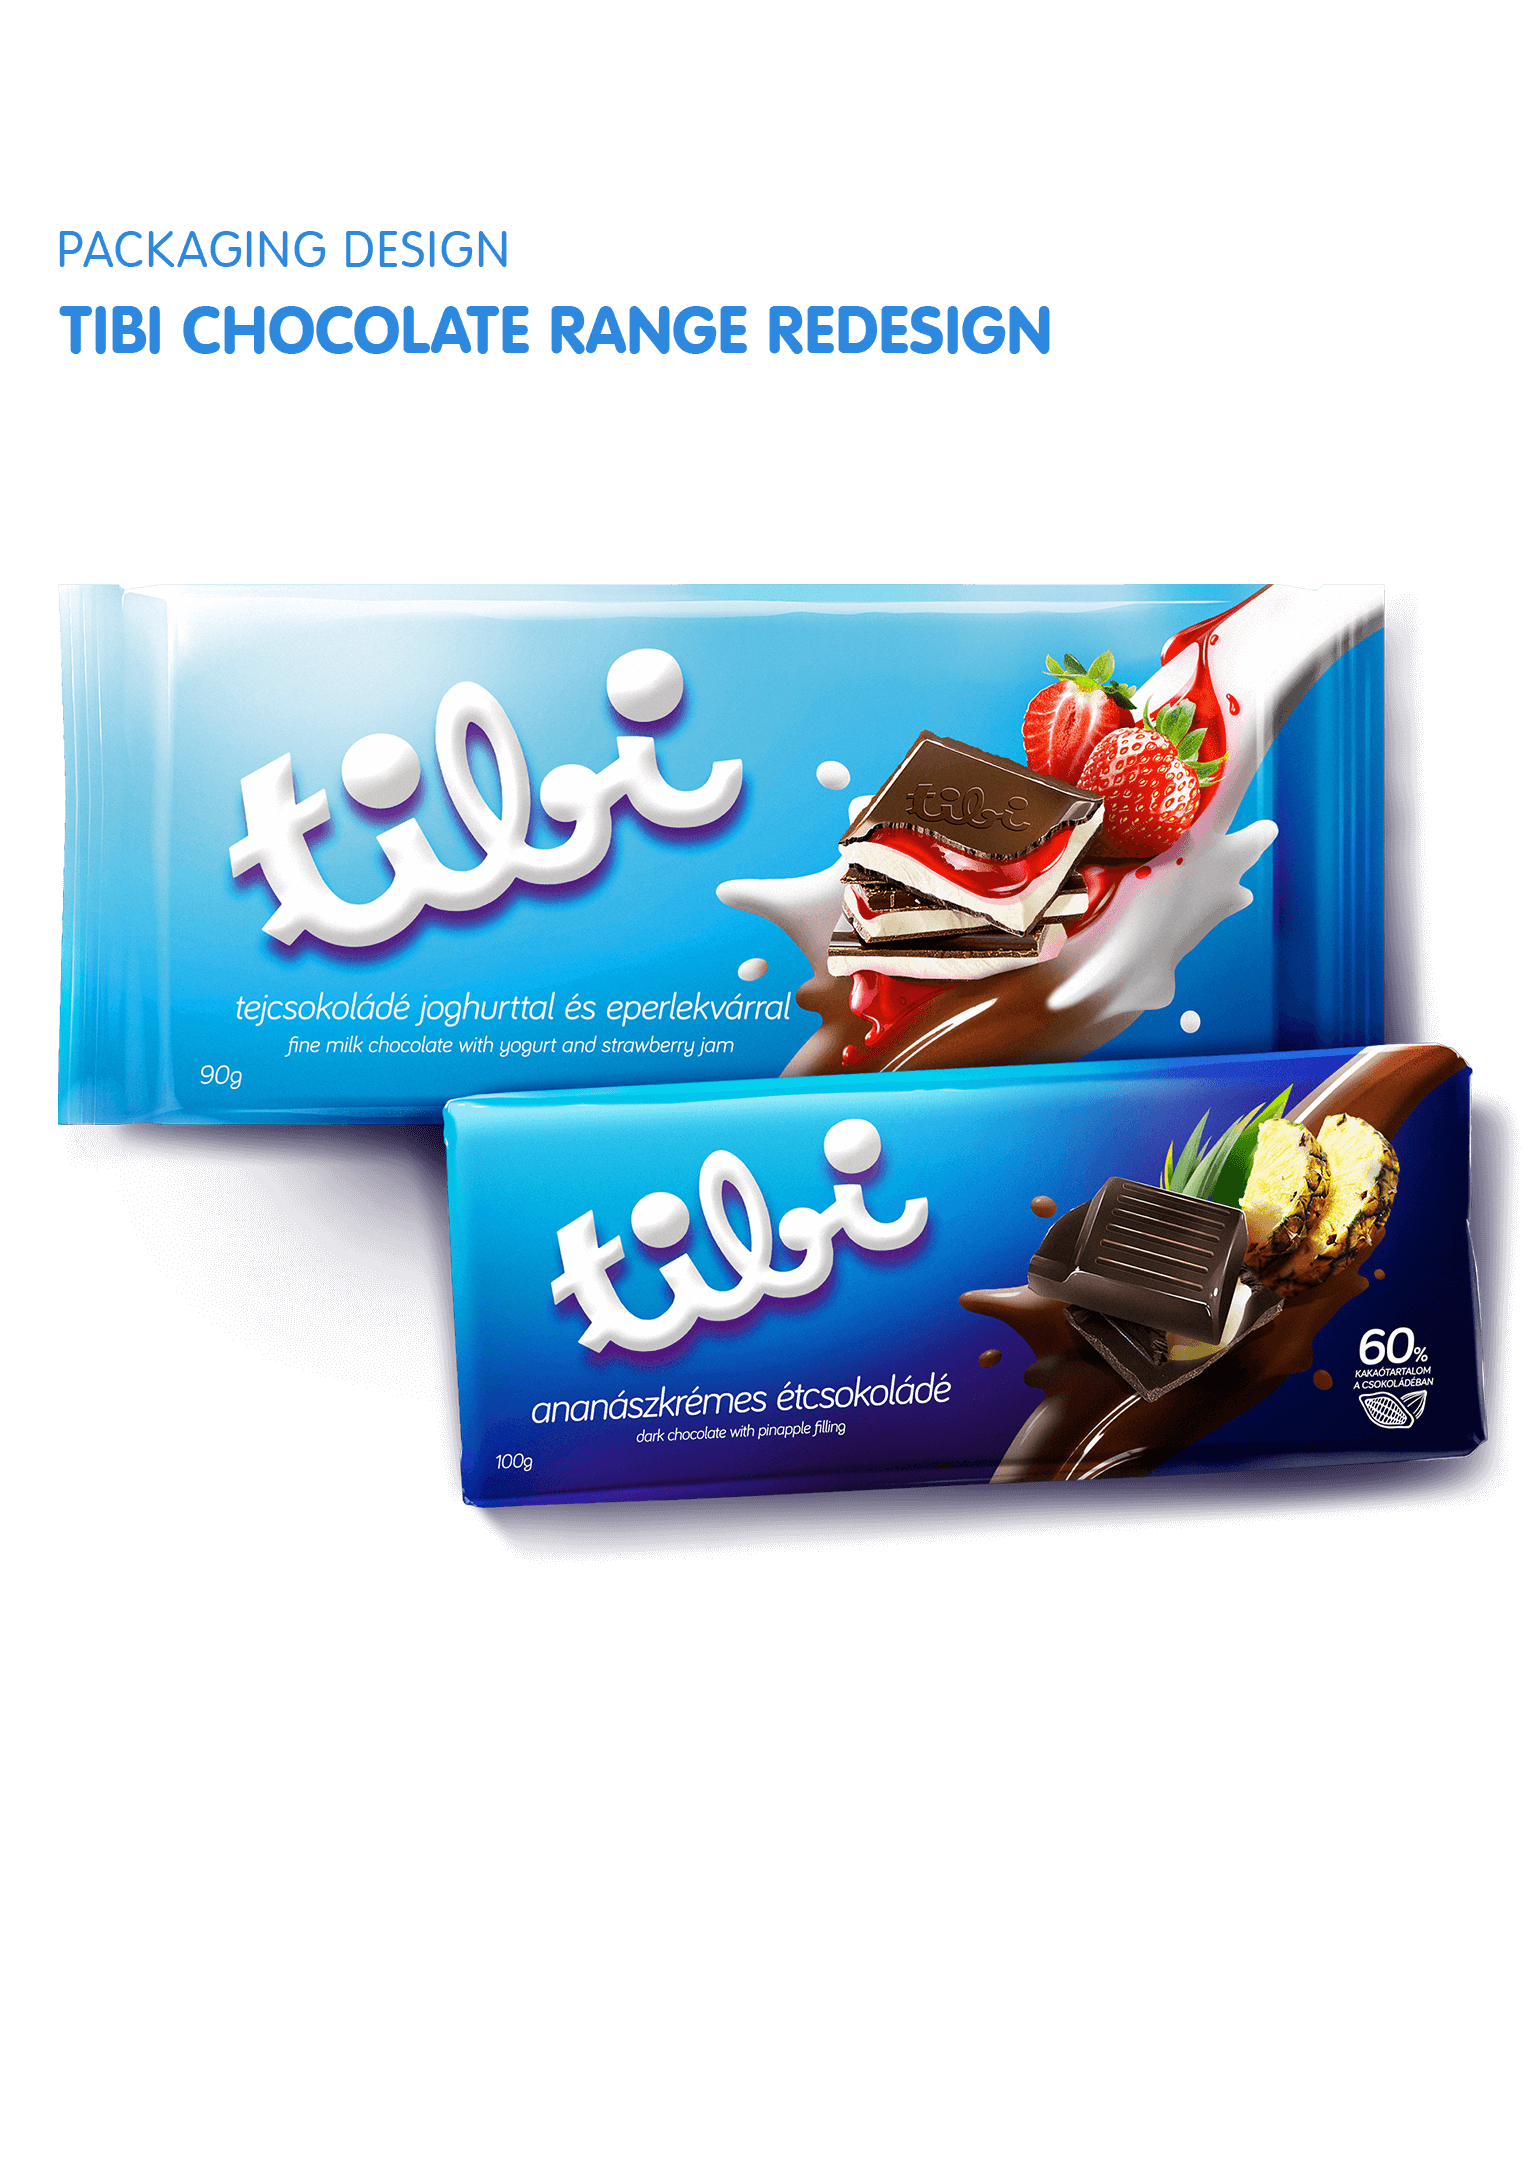 PACKAGING DESIGN
TIBI CHOCOLATE RANGE REDESIGN
tibi
tibi
tejcsokoládé joghurttal és eperlekvárral
fine milk chocolate with yogurt and strawberry jam
90g
tibi
60%
KAKAÓTARTALOM
A CSOKOLÁDÉBAN
ananászkrémes étcsokoládé
dark chocolate with pinapple filling
100g